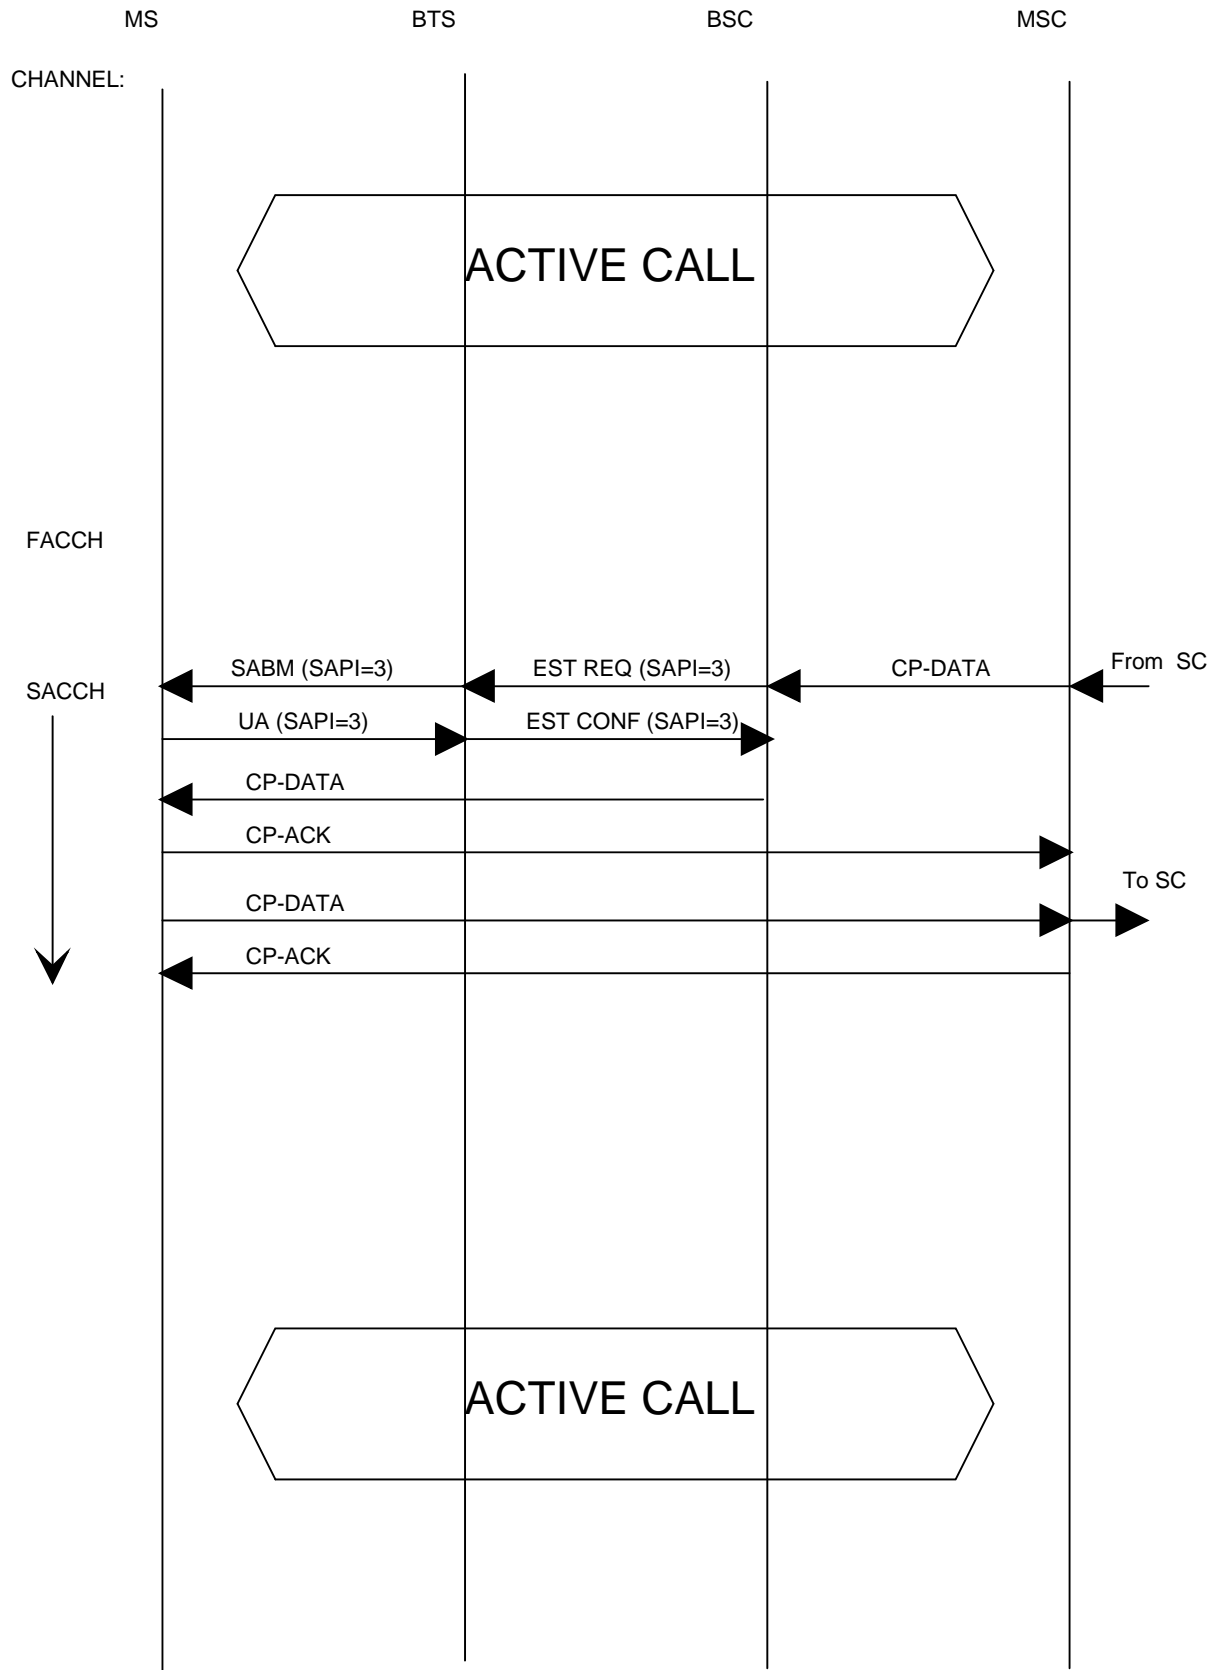 MS BTS BSC MSC
CHANNEL:
ACTIVE CALL
FACCH
SABM (SAPI=3) EST REQ (SAPI=3) CP-DATA From SC
SACCH
UA (SAPI=3) EST CONF (SAPI=3)
CP-DATA
CP-ACK
To SC
CP-DATA
CP-ACK
ACTIVE CALL